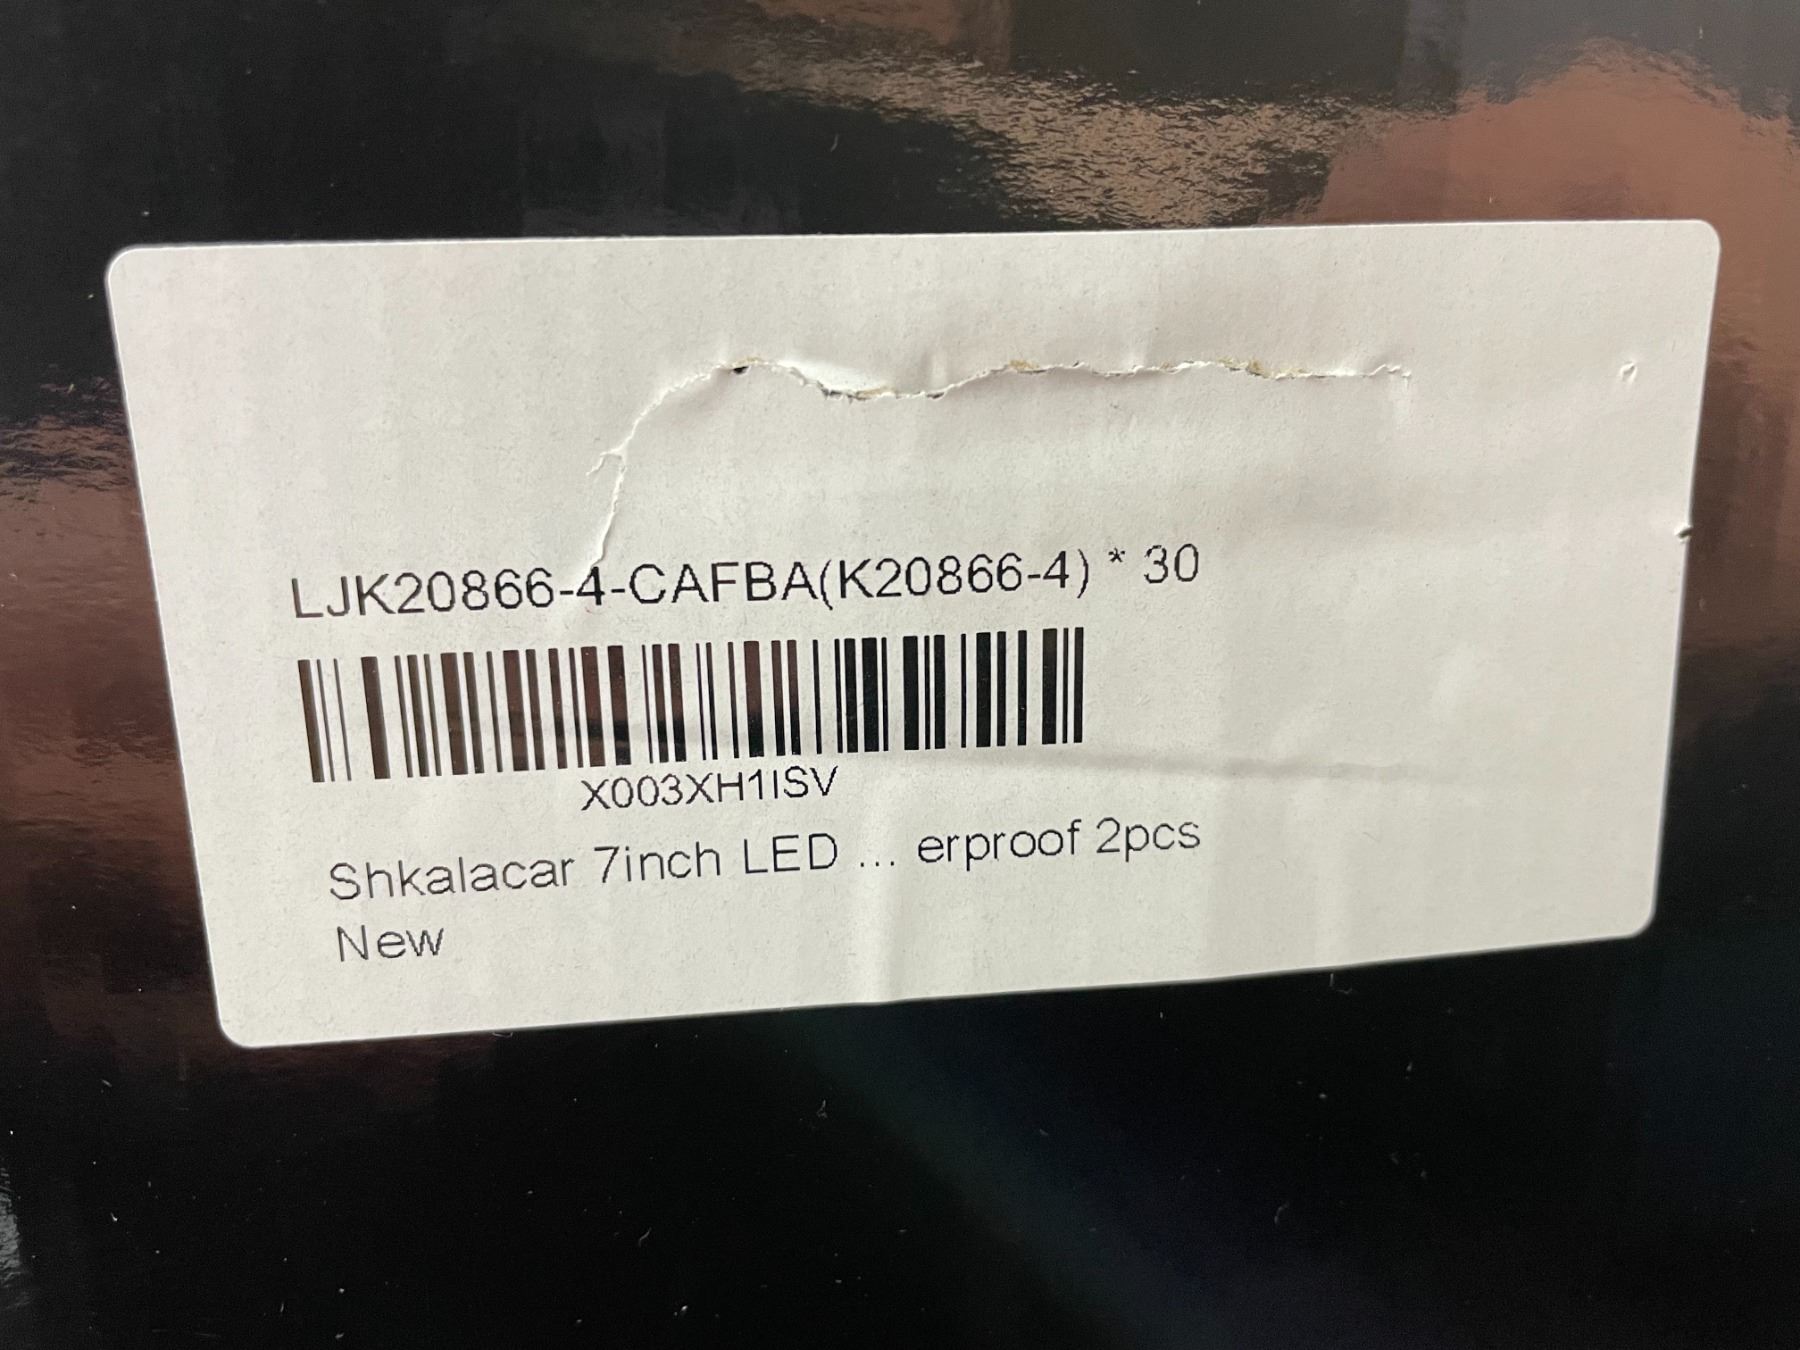 LJK20866-4-CAFBA(K20866-4) * 30
X003XH1ISV
Shkalacar 7inch LED ... erproof 2pcs
New